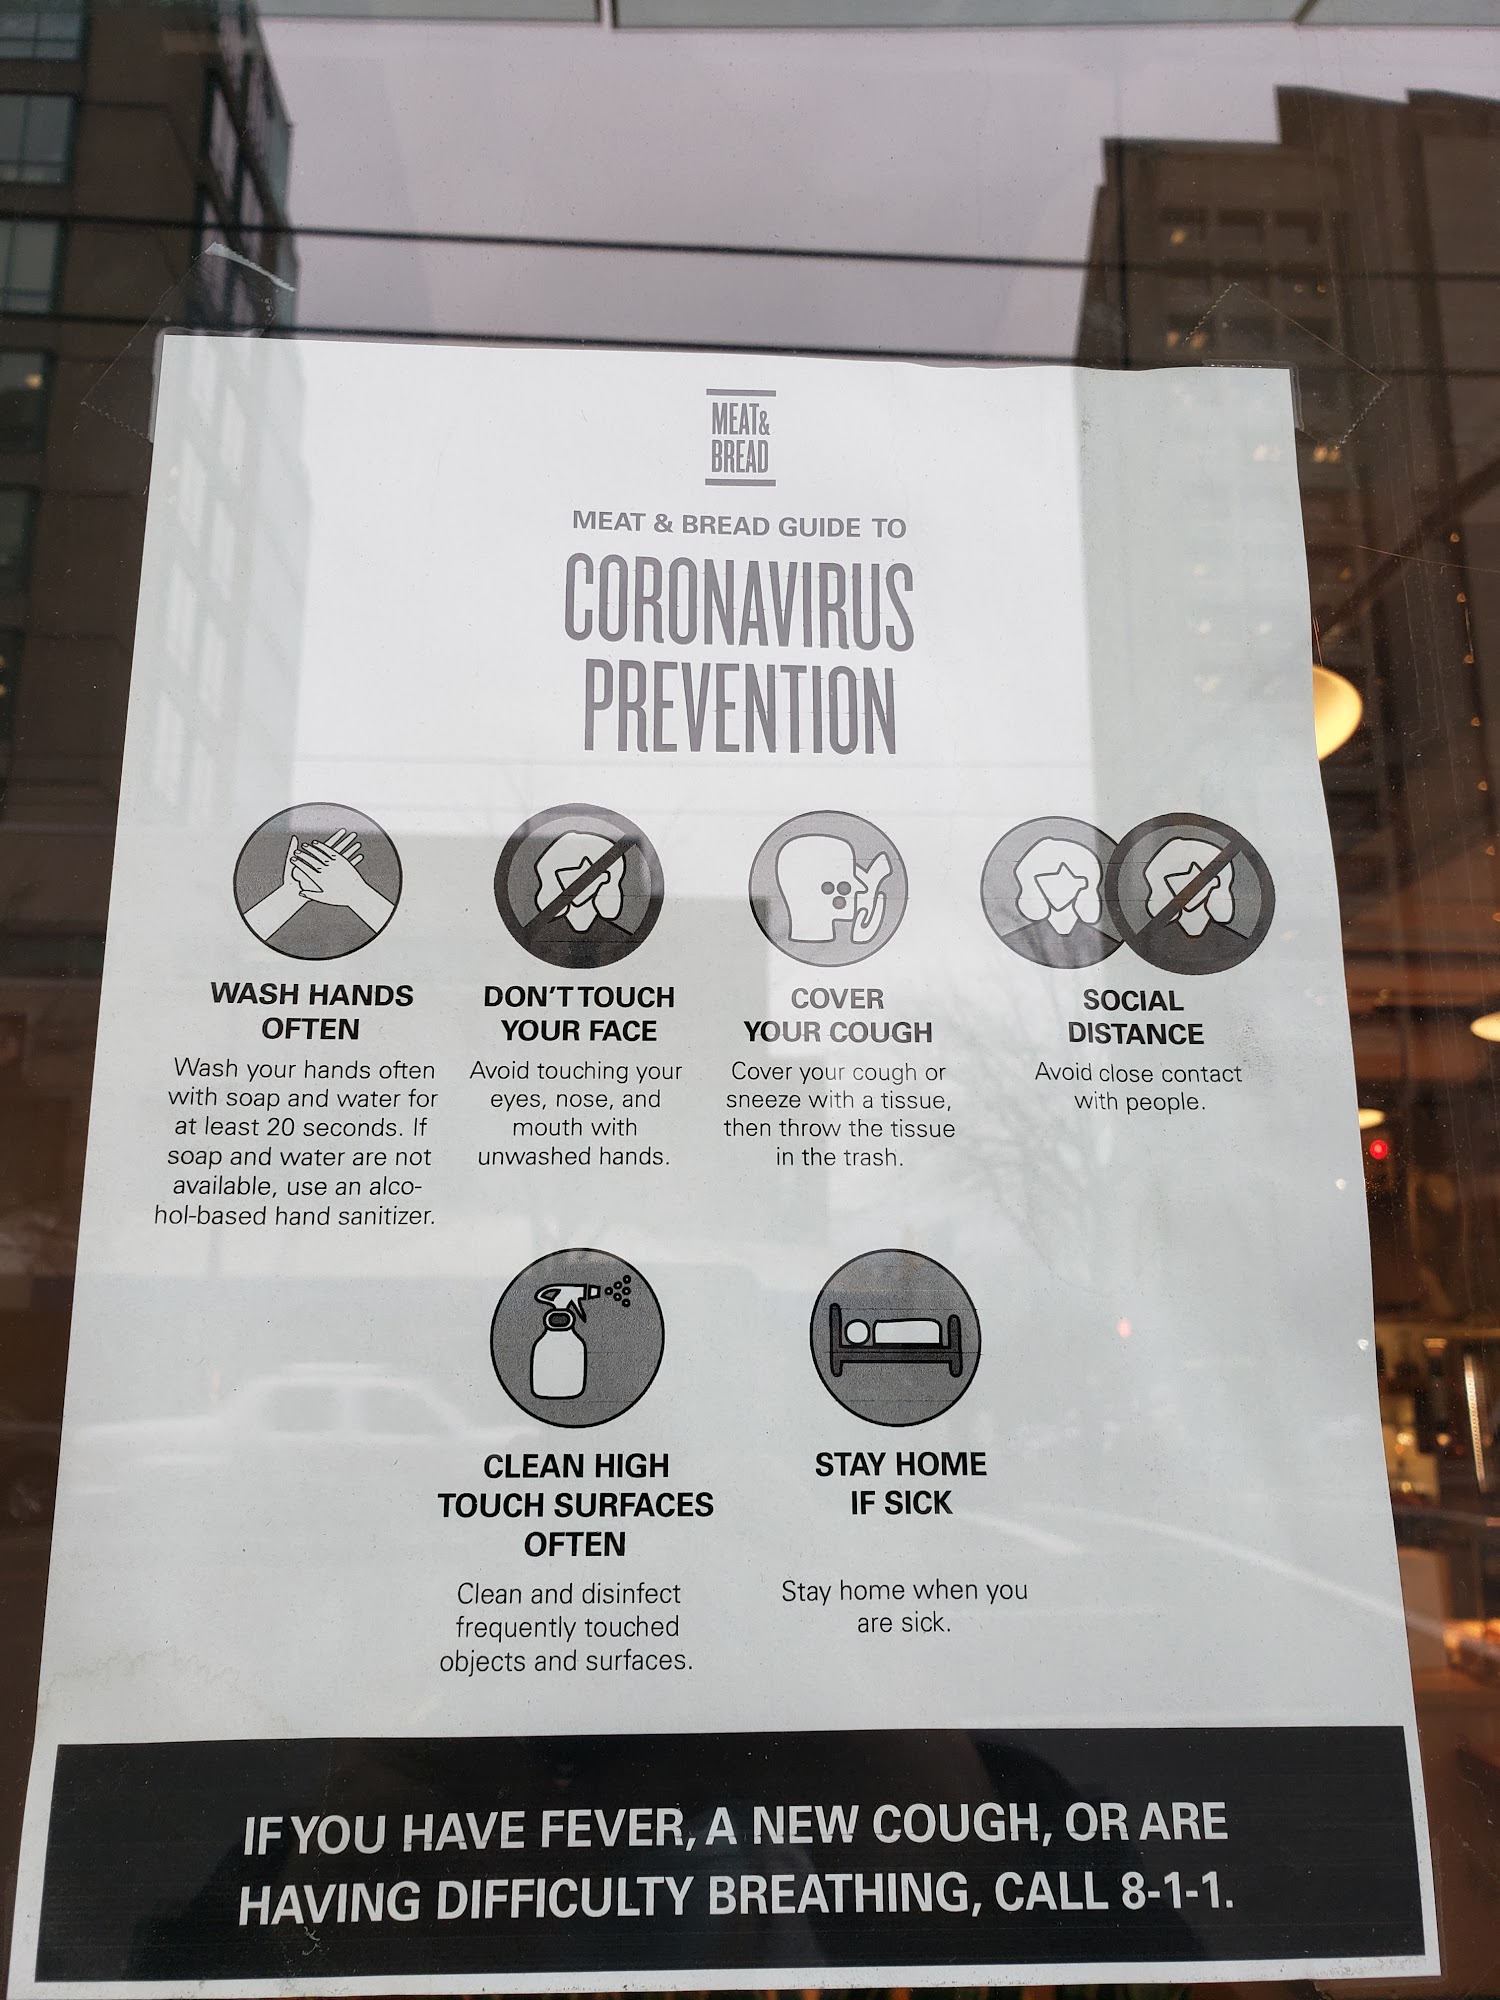 MEAT&
BREAD
MEAT & BREAD GUIDE TO
CORONAVIRUS
PREVENTION
WASH HANDS
OFTEN
Wash your hands often
with soap and water for
at least 20 seconds. If
soap and water are not
available, use an alco-
hol-based hand sanitizer.
DON'T TOUCH
YOUR FACE
Avoid touching your
eyes, nose, and
mouth with
unwashed hands.
COVER
YOUR COUGH
Cover your cough or
sneeze with a tissue,
then throw the tissue
in the trash.
SOCIAL
DISTANCE
Avoid close contact
with people.
CLEAN HIGH
TOUCH SURFACES
OFTEN
Clean and disinfect
frequently touched
objects and surfaces.
STAY HOME
IF SICK
Stay home when you
are sick.
IF YOU HAVE FEVER, A NEW COUGH, OR ARE
HAVING DIFFICULTY BREATHING, CALL 8-1-1.